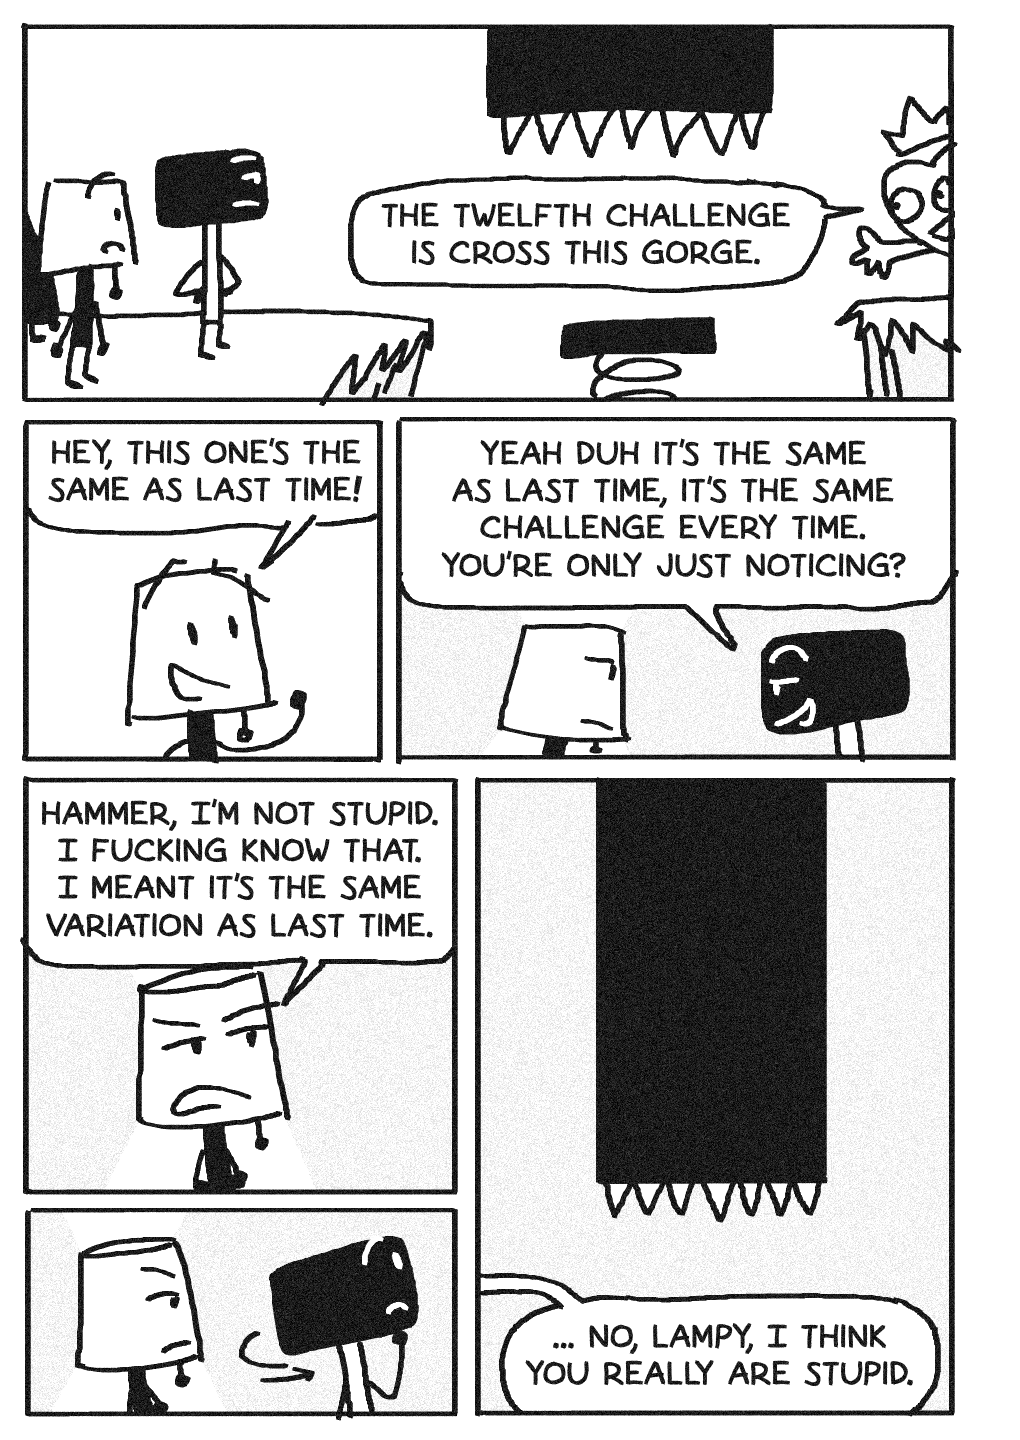 THE TWELFTH CHALLENGE
IS CROSS THIS GORGE.
HEY, THIS ONE'S THE
SAME AS LAST TIME!
YEAH DUH IT'S THE SAME
AS LAST TIME, IT'S THE SAME
CHALLENGE EVERY TIME.
YOU'RE ONLY JUST NOTICING?
HAMMER, I'M NOT STUPID.
I FUCKING KNOW THAT.
I MEANT IT'S THE SAME
VARIATION AS LAST TIME.
... NO, LAMPY, I THINK
YOU REALLY ARE STUPID.